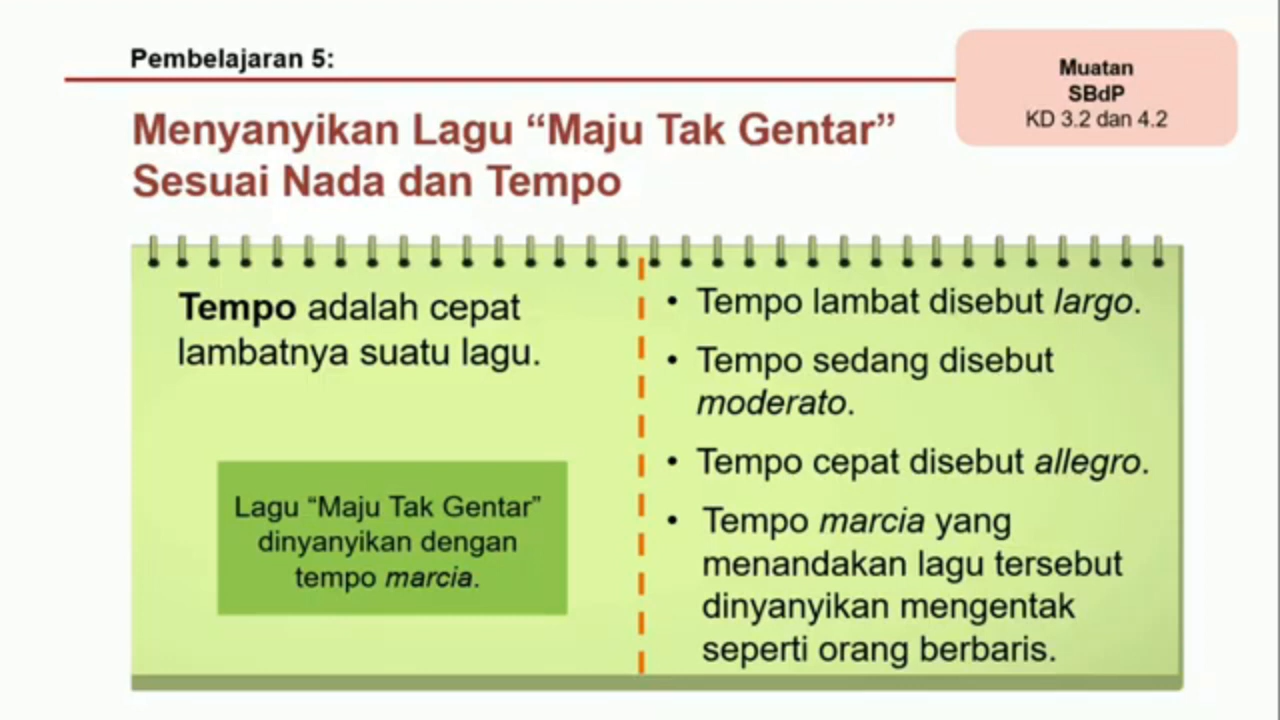 Pembelajaran 5:
Muatan
SBdP
KD 3.2 dan 4.2
Menyanyikan Lagu “Maju Tak Gentar”
Sesuai Nada dan Tempo
Tempo adalah cepat
lambatnya suatu lagu.
Lagu “Maju Tak Gentar”
dinyanyikan dengan
tempo marcia.
• Tempo lambat disebut largo.
• Tempo sedang disebut
moderato.
• Tempo cepat disebut allegro.
• Tempo marcia yang
menandakan lagu tersebut
dinyanyikan mengentak
seperti orang berbaris.